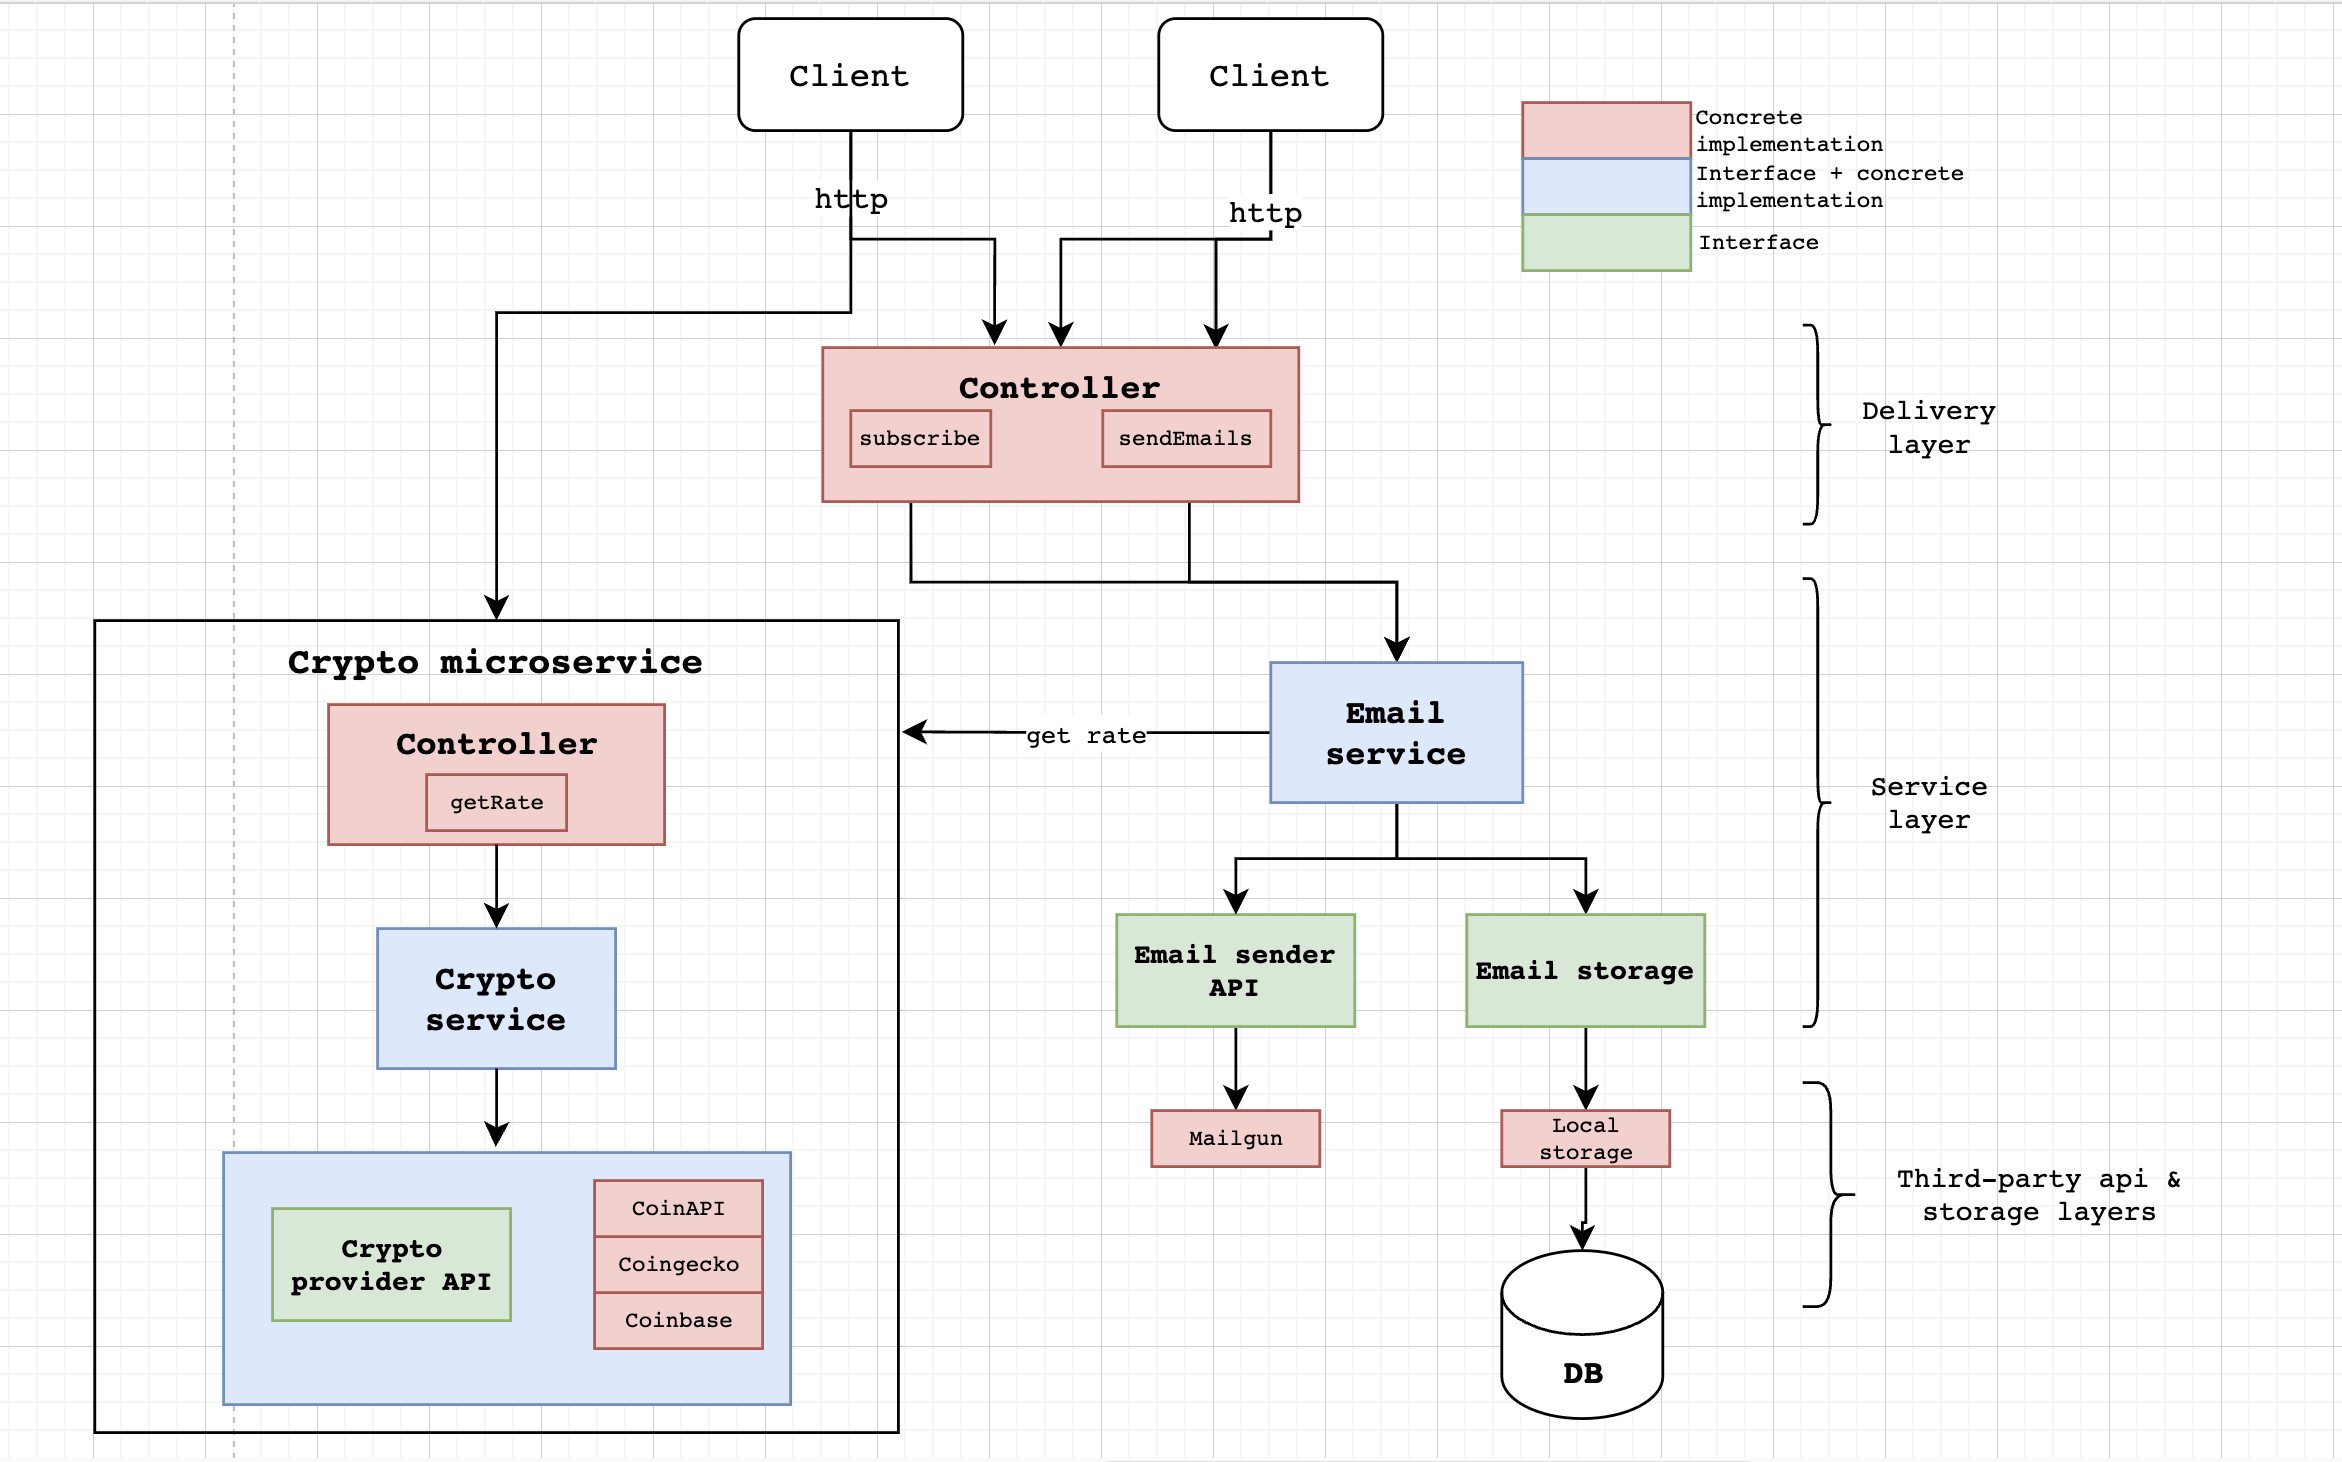 Client
Client
http
http
Concrete
implementation
Interface + concrete
implementation
Interface
Controller
subscribe
sendEmails
Delivery
layer
Crypto microservice
Controller
getRate
get rate
Email
service
Service
layer
Crypto
service
Email sender
API
Email storage
Mailgun
Local
storage
Third-party api &
storage layers
Crypto
provider API
CoinAPI
Coingecko
Coinbase
DB